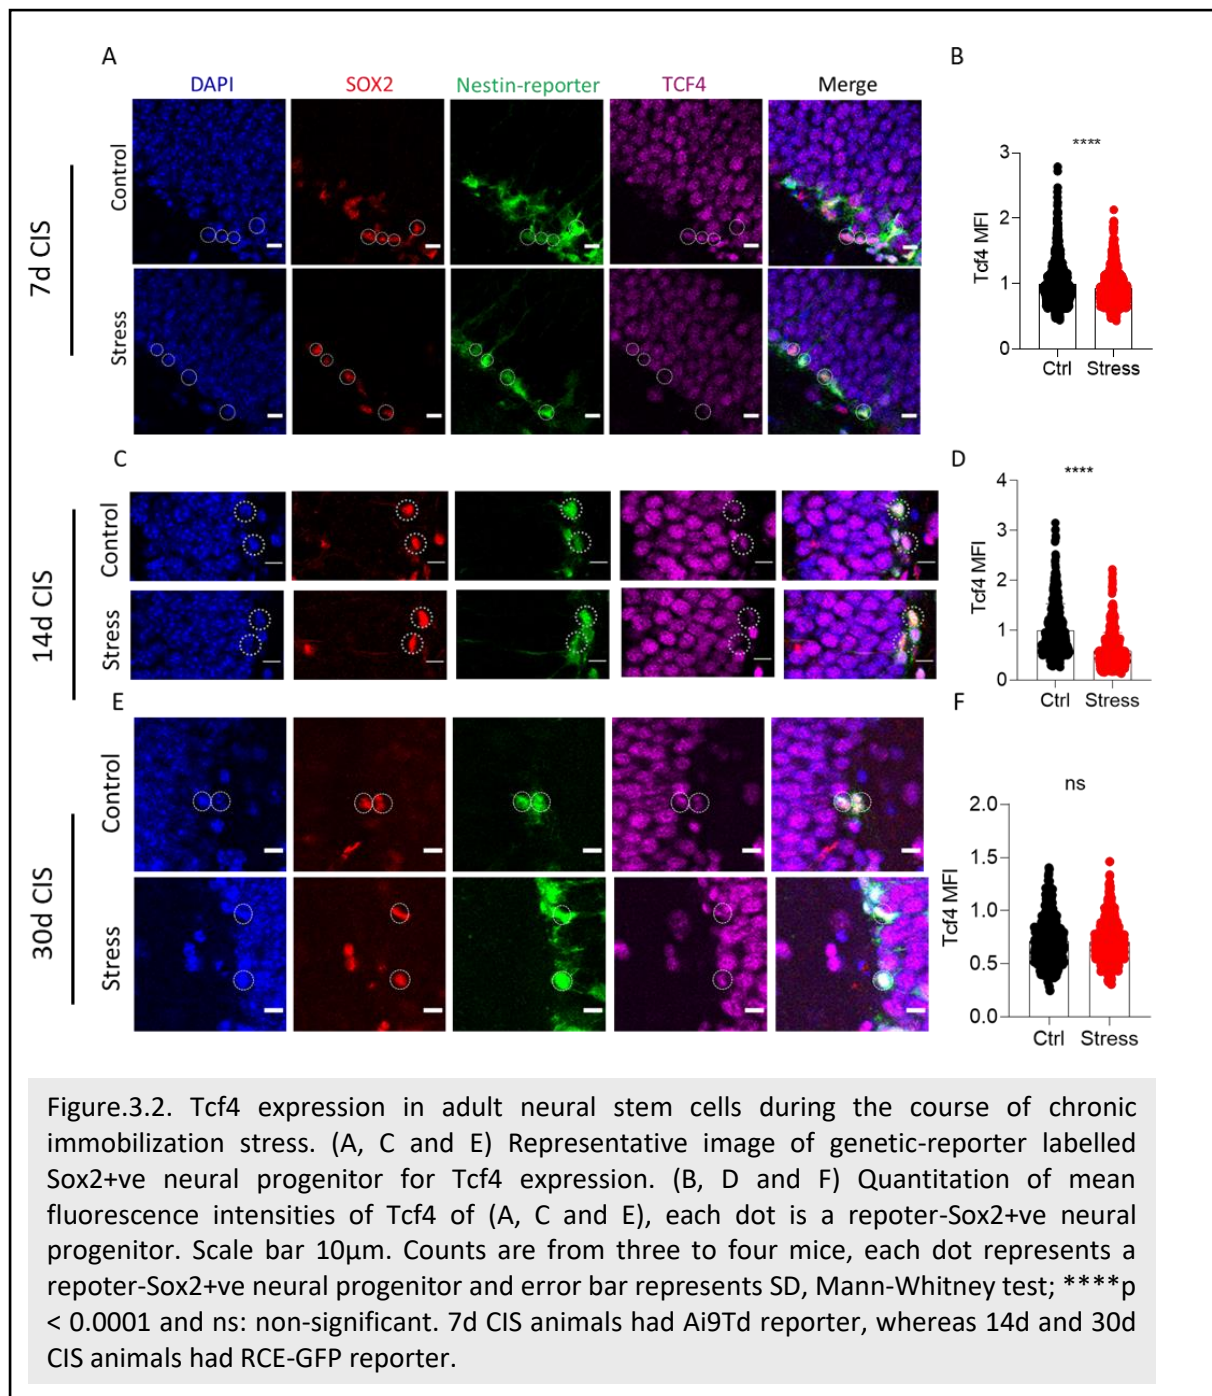 A
B
DAPI
SOX2
Nestin-reporter
TCF4
Merge
7d CIS
Control
Stress
****
Tcf4 MFI
3
2
1
0
Ctrl
Stress
C
D
14d CIS
Control
Stress
****
Tcf4 MFI
4
3
2
1
0
Ctrl
Stress
E
F
30d CIS
Control
Stress
ns
Tcf4 MFI
2.0
1.5
1.0
0.5
0.0
Ctrl
Stress
Figure.3.2. Tcf4 expression in adult neural stem cells during the course of chronic
immobilization stress. (A, C and E) Representative image of genetic-reporter labelled
Sox2+ve neural progenitor for Tcf4 expression. (B, D and F) Quantitation of mean
fluorescence intensities of Tcf4 of (A, C and E), each dot is a repoter-Sox2+ve neural
progenitor. Scale bar 10µm. Counts are from three to four mice, each dot represents a
repoter-Sox2+ve neural progenitor and error bar represents SD, Mann-Whitney test; ****p
< 0.0001 and ns: non-significant. 7d CIS animals had Ai9Td reporter, whereas 14d and 30d
CIS animals had RCE-GFP reporter.